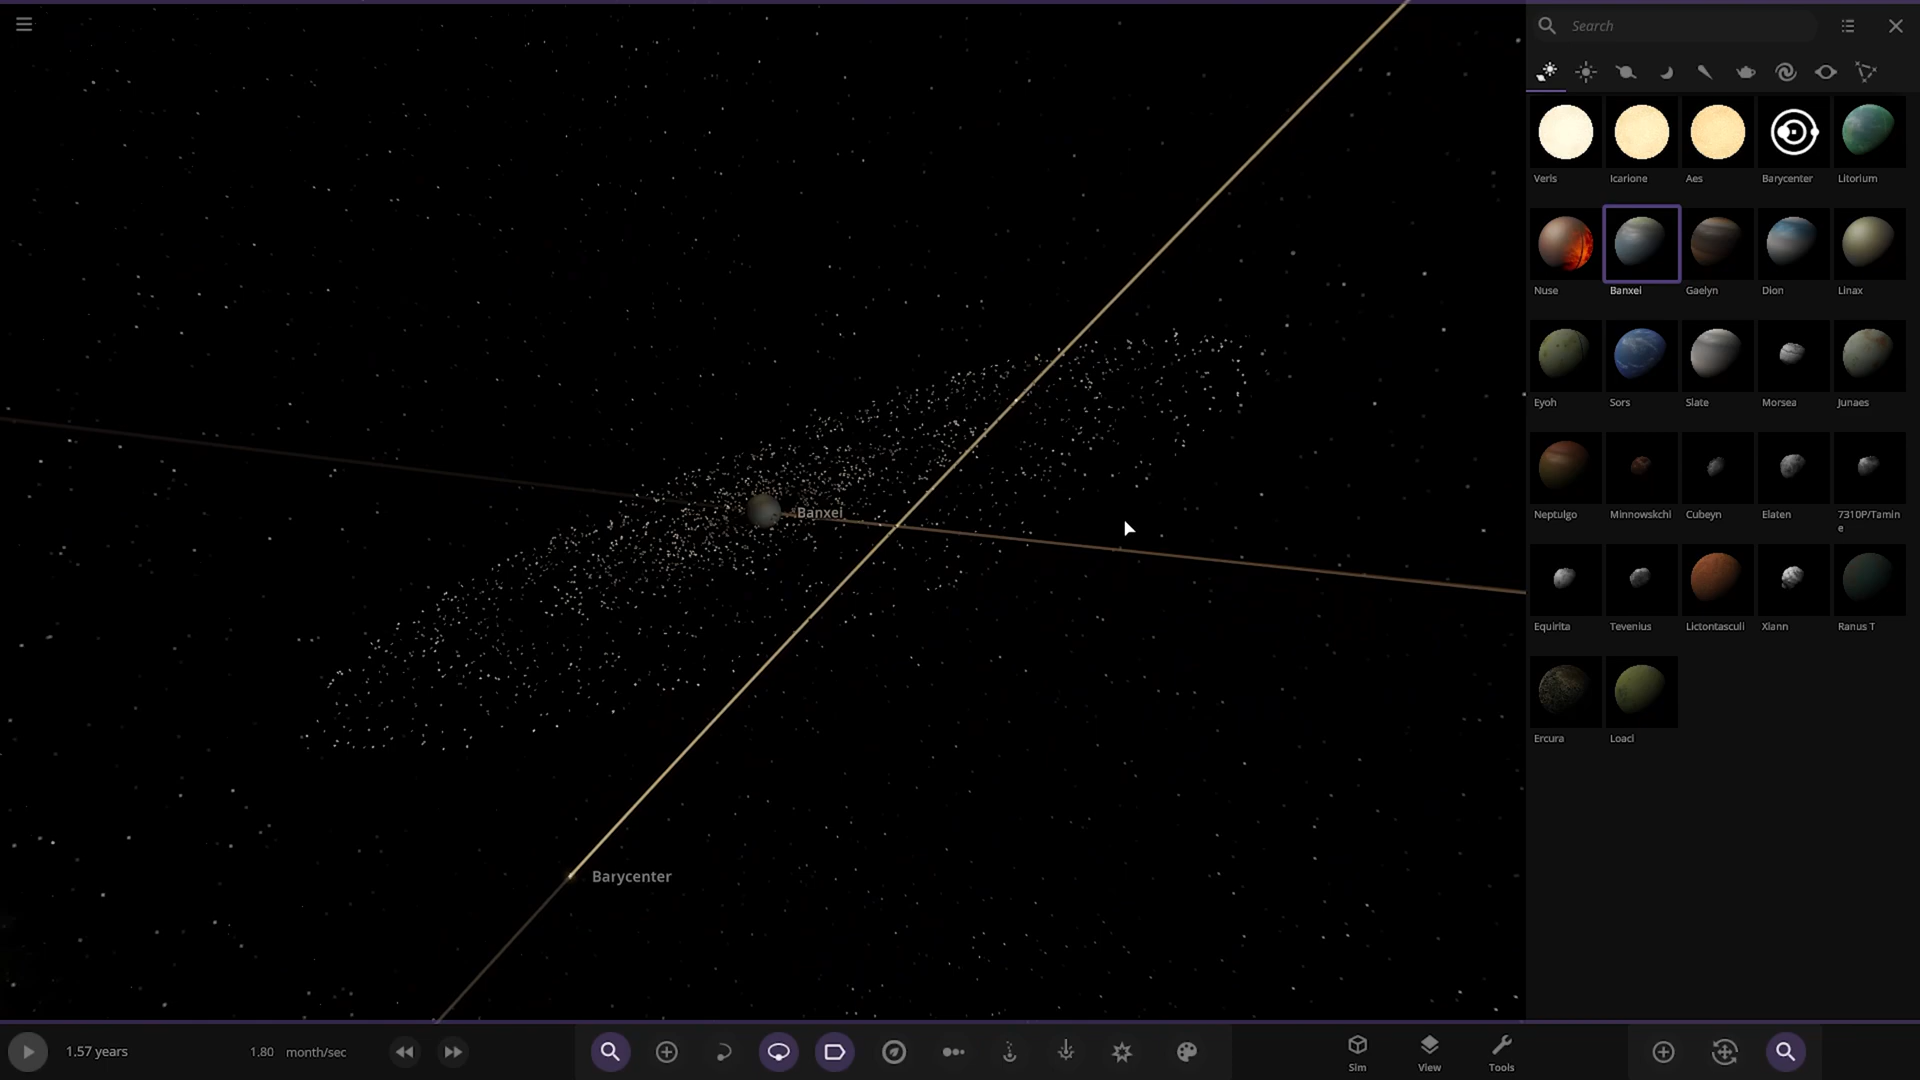 Search
Veris Icarione Aes Barycenter Litorium
Nuse Banxei Gaelyn Dion Linax
Eyoh Sors Slate Morsea Junaes
Neptulgo Minnowskchi Cubeyn Elaten 7310P/Tamin
e
Equirita Tevenius Lictontasculi Xiann Ranus T
Ercura Loaci
Banxei
Barycenter
1.57 years
1.80 month/sec
Sim View Tools